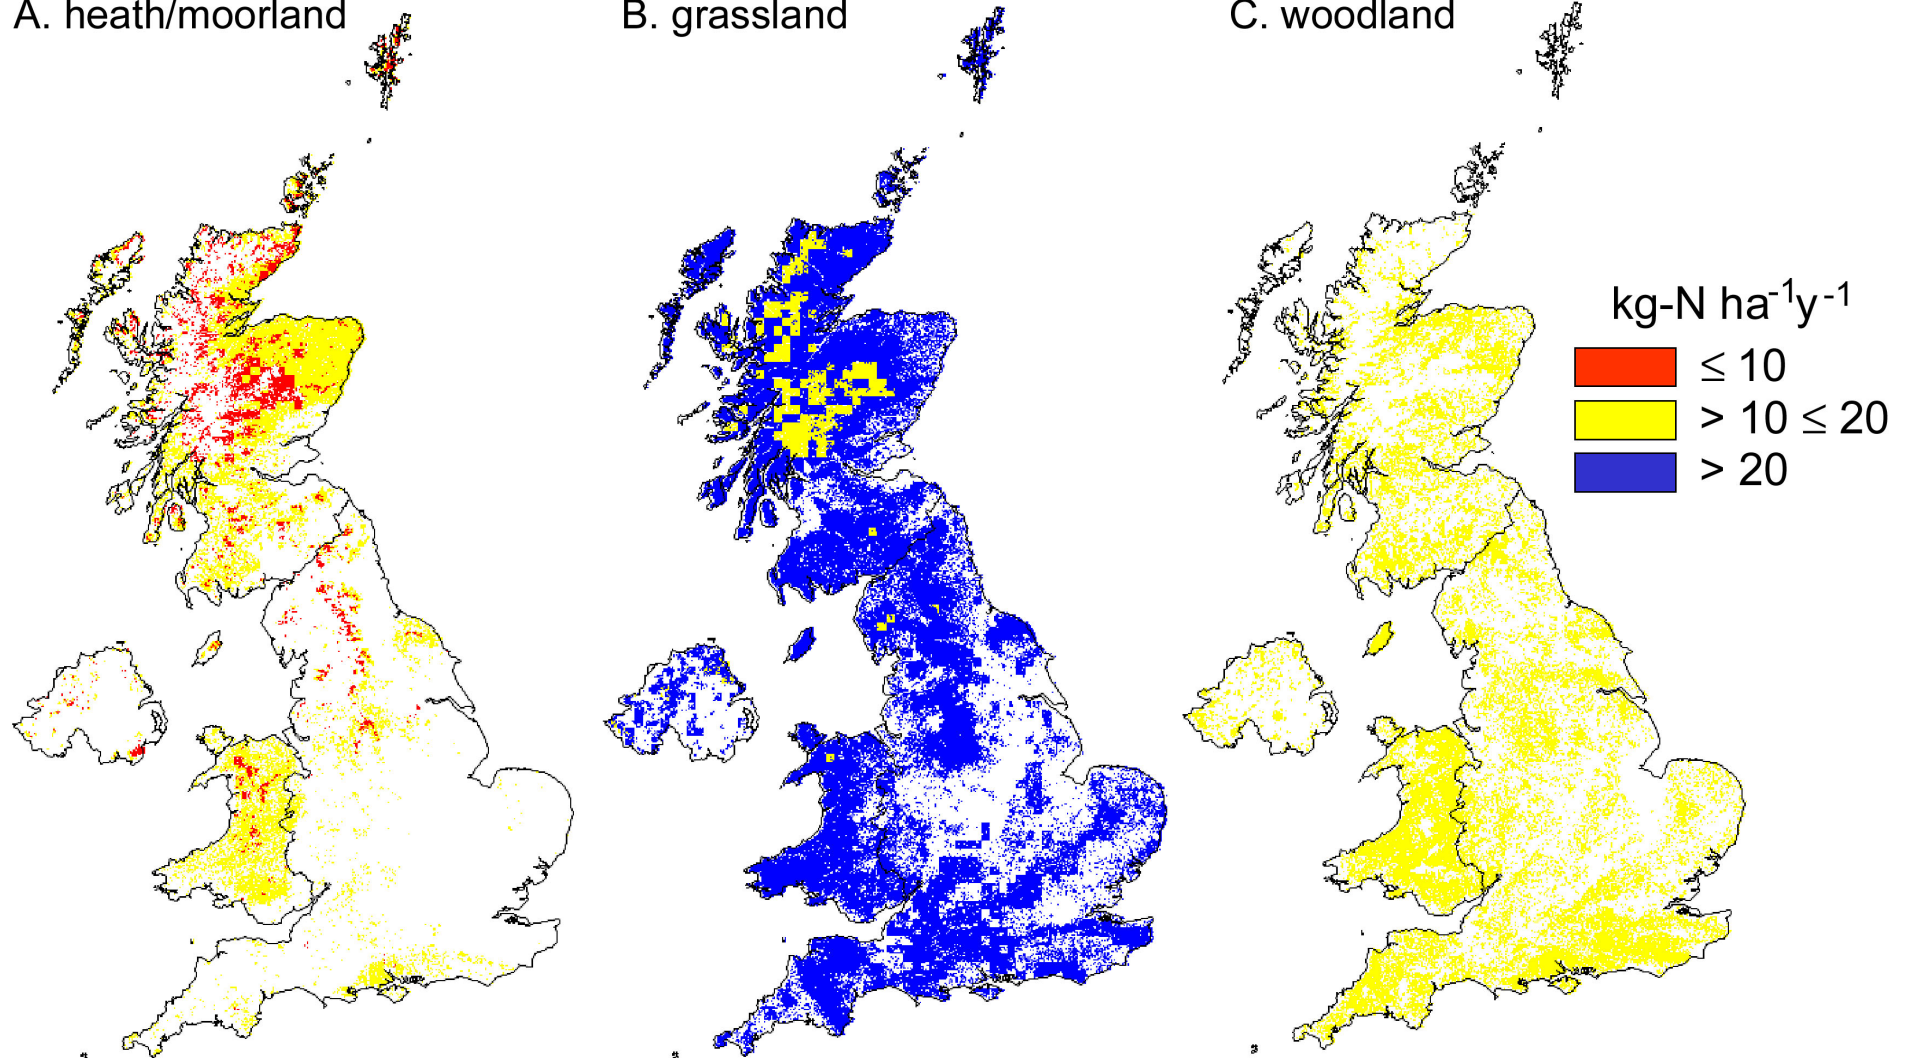 A. heath/moorland
B. grassland
C. woodland
kg-N ha⁻¹y⁻¹
≤ 10
> 10 ≤ 20
> 20